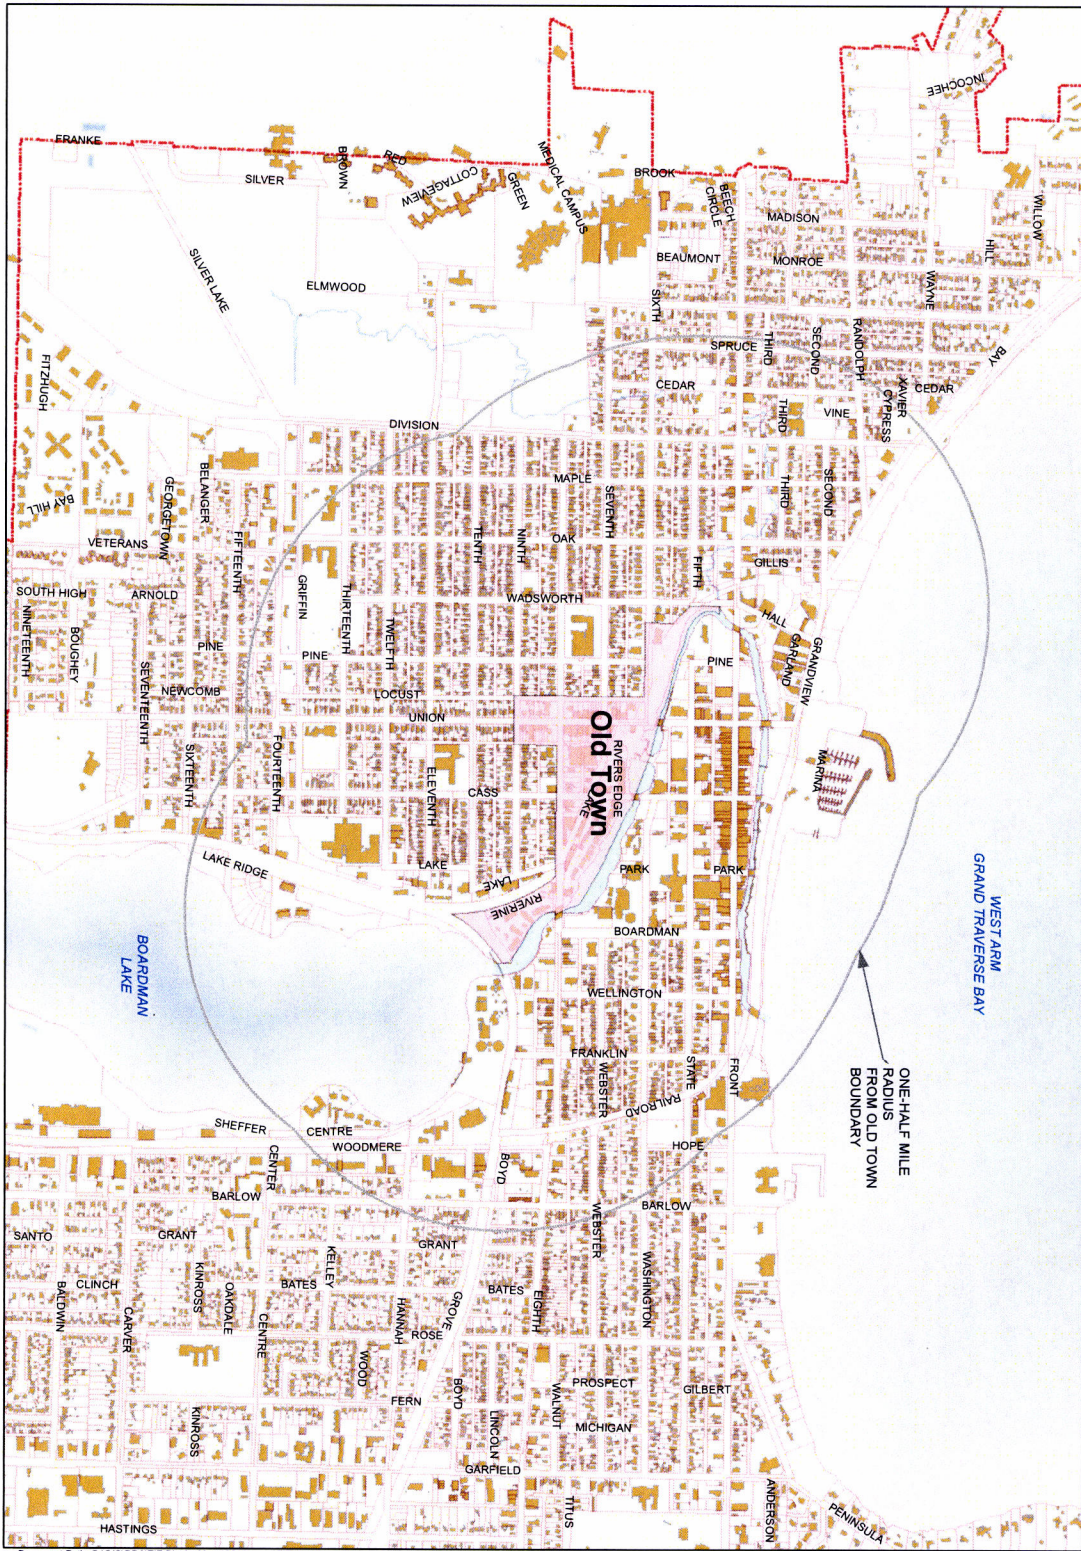 INCOCHEE
FRANKE
BROWN
RED
COTTAGEVIEW
GREEN
MEDICAL CAMPUS
BROOK
BEECH
CIRCLE
MADISON
WILLOW
HILL
SILVER
SILVER LAKE
ELMWOOD
BEAUMONT
MONROE
WAYNE
SIXTH
SPRUCE
THIRD
SECOND
RANDOLPH
BAY
FITZHUGH
CEDAR
XAVIER
CEDAR
CYPRESS
VINE
THIRD
DIVISION
BELANGER
GEORGETOWN
BAY HILL
MAPLE
SEVENTH
THIRD
SECOND
VETERANS
FIFTEENTH
TENTH
NINTH
OAK
FIFTH
GILLIS
SOUTH HIGH
ARNOLD
GRIFFIN
THIRTEENTH
WADSWORTH
HALL
NINETEENTH
BOUGHEY
PINE
PINE
TWELFTH
PINE
GARLAND
GRANDVIEW
SEVENTEENTH
NEWCOMB
LOCUST
UNION
Old Town
RIVERS EDGE
LAKE
MARINA
SIXTEENTH
FOURTEENTH
ELEVENTH
CASS
LAKE RIDGE
LAKE
LAKE
RIVERINE
PARK
PARK
BOARDMAN
WEST ARM
GRAND TRAVERSE BAY
BOARDMAN
LAKE
WELLINGTON
FRANKLIN
WEBSTER
STATE
FRONT
RAILROAD
ONE-HALF MILE
RADIUS
FROM OLD TOWN
BOUNDARY
SHEFFER
CENTRE
WOODMERE
HOPE
CENTER
BOYD
BARLOW
BARLOW
WEBSTER
SANTO
GRANT
GRANT
KELLEY
WASHINGTON
CLINCH
KINROSS
BATES
BATES
BALDWIN
CARVER
OAKDALE
CENTRE
HANNAH
GROVE
EIGHTH
ROSE
WOOD
FERN
BOYD
PROSPECT
GILBERT
WALNUT
KINROSS
LINCOLN
MICHIGAN
GARFIELD
HASTINGS
TITUS
ANDERSON
PENINSULA